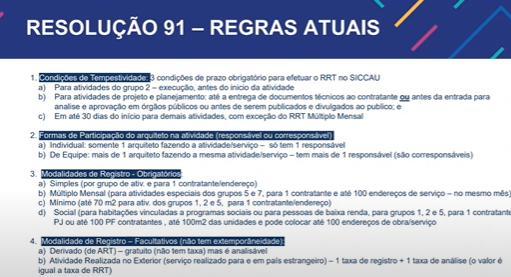 RESOLUÇÃO 91 – REGRAS ATUAIS
1. Condições de Tempestividade: 3 condições de prazo obrigatório para efetuar o RRT no SICCAU
a) Para atividades do grupo 2 – execução, antes do inicio da atividade
b) Para atividades de projeto e planejamento: até a entrega de documentos técnicos ao contratante ou antes da entrada para
analise e aprovação em órgãos públicos ou antes de serem publicados e divulgados ao publico; e
c) Em até 30 dias do início para demais atividades, com exceção do RRT Múltiplo Mensal
2. Formas de Participação do arquiteto na atividade (responsável ou corresponsável)
a) Individual: somente 1 arquiteto fazendo a atividade/serviço – só tem 1 responsável
b) De Equipe: mais de 1 arquiteto fazendo a mesma atividade/serviço – tem mais de 1 responsável (são corresponsáveis)
3. Modalidades de Registro - Obrigatórios
a) Simples (por grupo de ativ. e para 1 contratante/endereço)
b) Múltiplo Mensal (para atividades especiais dos grupos 5 e 7, para 1 contratante e até 100 endereços de serviço – no mesmo mês)
c) Mínimo (até 70 m2 para ativ. dos grupos 1, 2 e 5, para 1 contratante/endereço)
d) Social (para habitações vinculadas a programas sociais ou para pessoas de baixa renda, para grupos 1, 2 e 5, para 1 contratante
PJ ou até 100 PF contratantes , até 100m2 das unidades e pode colocar até 100 endereços de obra/serviço
4. Modalidade de Registro – Facultativos (não tem extemporôneidade):
a) Derivado (de ART) – gratuito (não tem taxa) mas é analisável
b) Atividade Realizada no Exterior (serviço realizado para e em país estrangeiro) – 1 taxa de registro + 1 taxa de análise (o valor é
igual a taxa de RRT)